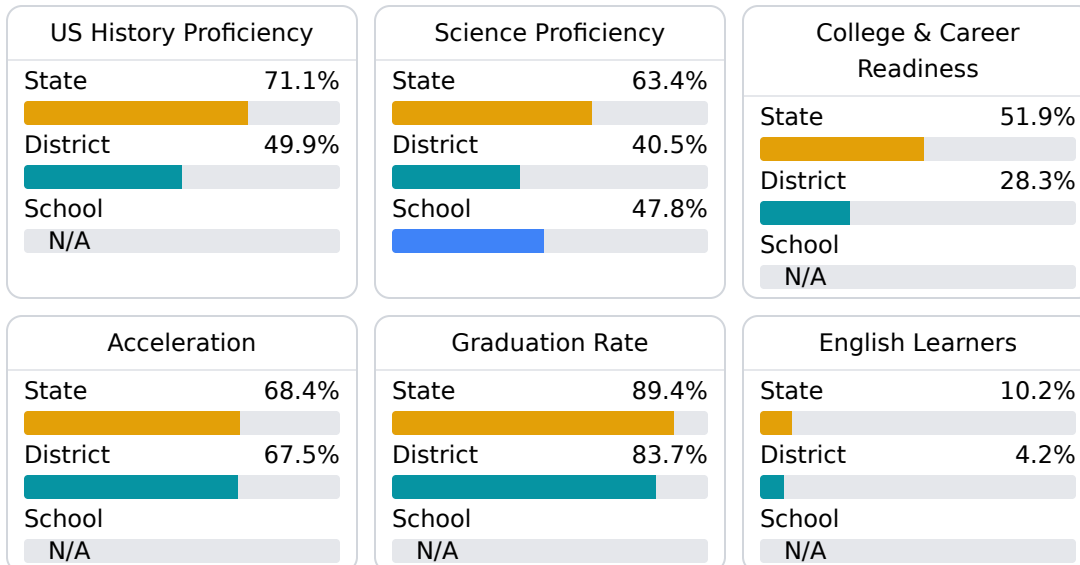 US History Proficiency
State 71.1%
District 49.9%
School
N/A
Science Proficiency
State 63.4%
District 40.5%
School 47.8%
College & Career
Readiness
State 51.9%
District 28.3%
School
N/A
Acceleration
State 68.4%
District 67.5%
School
N/A
Graduation Rate
State 89.4%
District 83.7%
School
N/A
English Learners
State 10.2%
District 4.2%
School
N/A